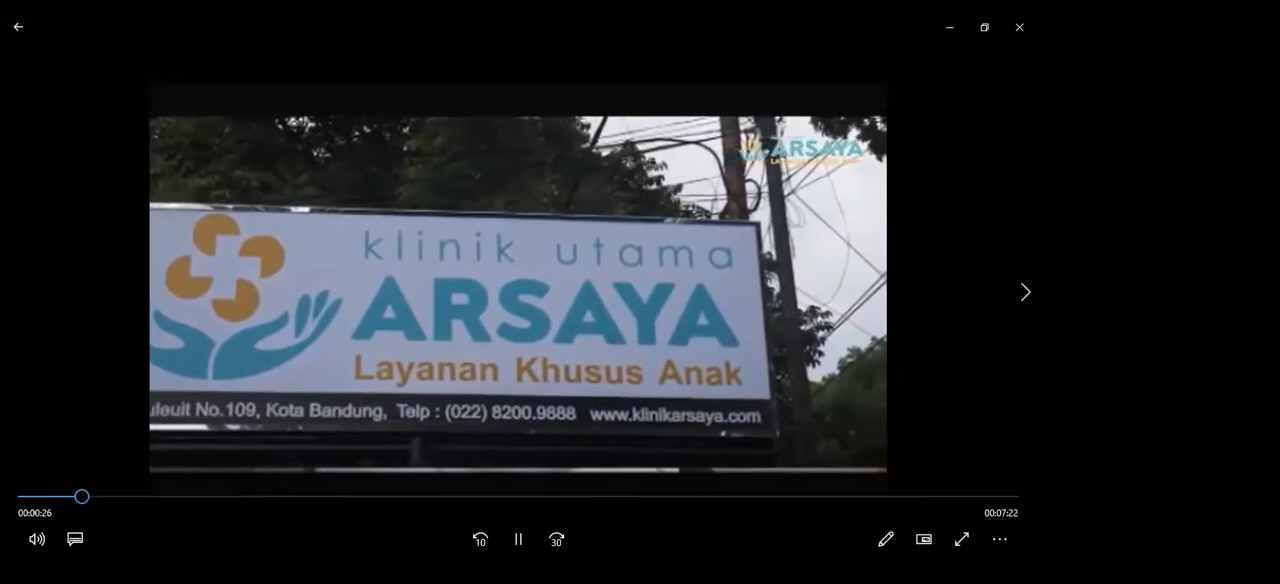 ARSAYA
klinik utama
ARSAYA
Layanan Khusus Anak
No.109, Kota Bandung, Telp : (022) 8200.9888 www.klinikarsaya.com
00:00:26
00:07:22
10
30